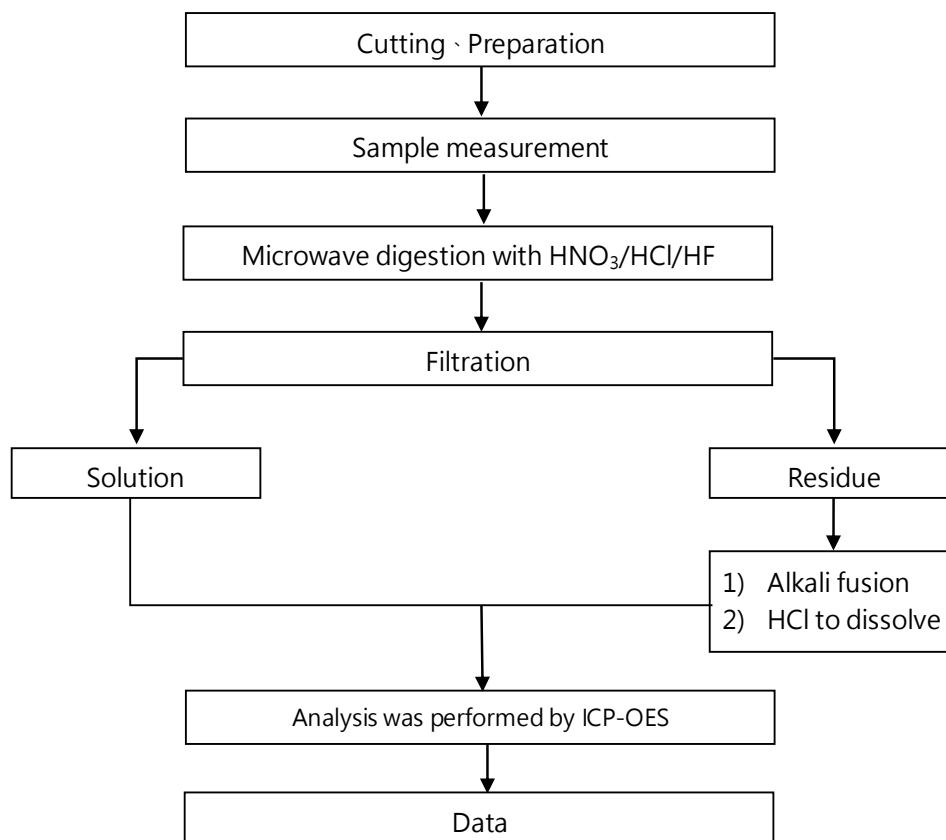 Cutting、Preparation
Sample measurement
Microwave digestion with HNO₃/HCl/HF
Filtration
Solution
Residue
1) Alkali fusion
2) HCl to dissolve
Analysis was performed by ICP-OES
Data